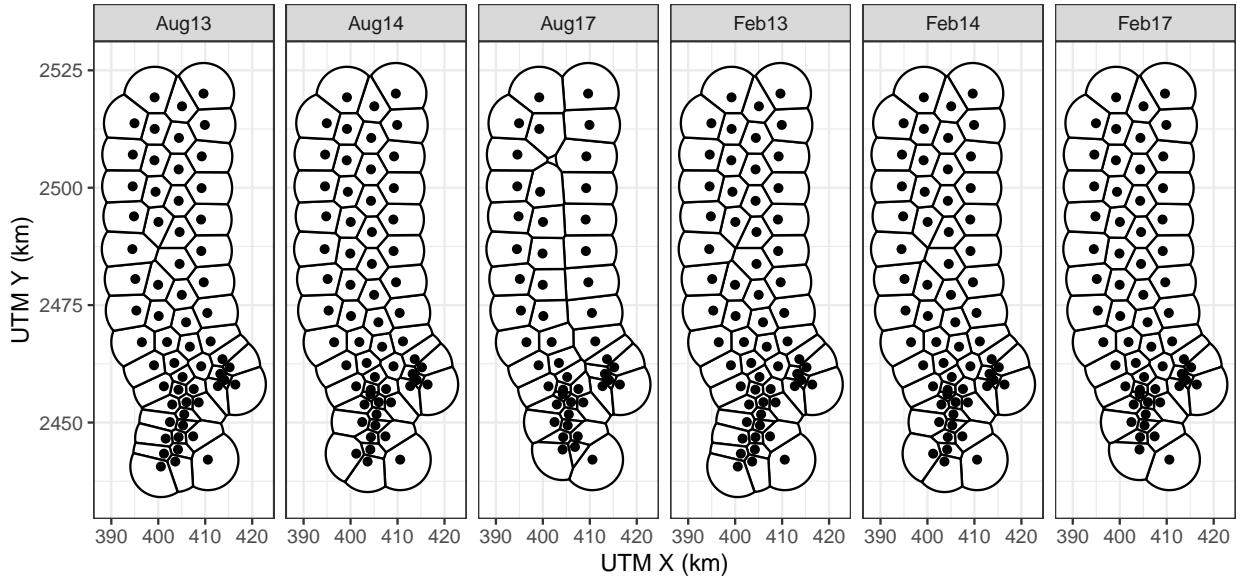 Aug13 Aug14 Aug17 Feb13 Feb14 Feb17
2525
2500
2475
2450
UTM Y (km)
390 400 410 420 390 400 410 420 390 400 410 420 390 400 410 420 390 400 410 420 390 400 410 420
UTM X (km)